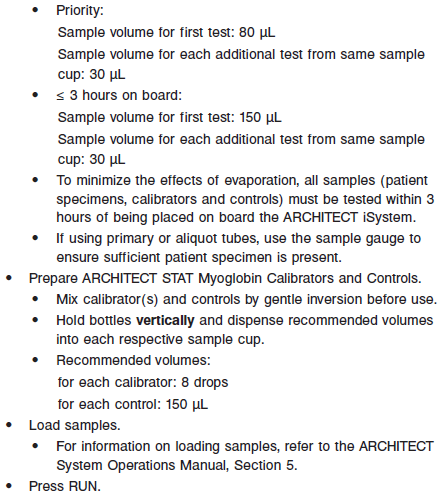 • Priority:
Sample volume for first test: 80 µL
Sample volume for each additional test from same sample
cup: 30 µL
• ≤ 3 hours on board:
Sample volume for first test: 150 µL
Sample volume for each additional test from same sample
cup: 30 µL
• To minimize the effects of evaporation, all samples (patient
specimens, calibrators and controls) must be tested within 3
hours of being placed on board the ARCHITECT iSystem.
• If using primary or aliquot tubes, use the sample gauge to
ensure sufficient patient specimen is present.
• Prepare ARCHITECT STAT Myoglobin Calibrators and Controls.
• Mix calibrator(s) and controls by gentle inversion before use.
• Hold bottles vertically and dispense recommended volumes
into each respective sample cup.
• Recommended volumes:
for each calibrator: 8 drops
for each control: 150 µL
• Load samples.
• For information on loading samples, refer to the ARCHITECT
System Operations Manual, Section 5.
• Press RUN.